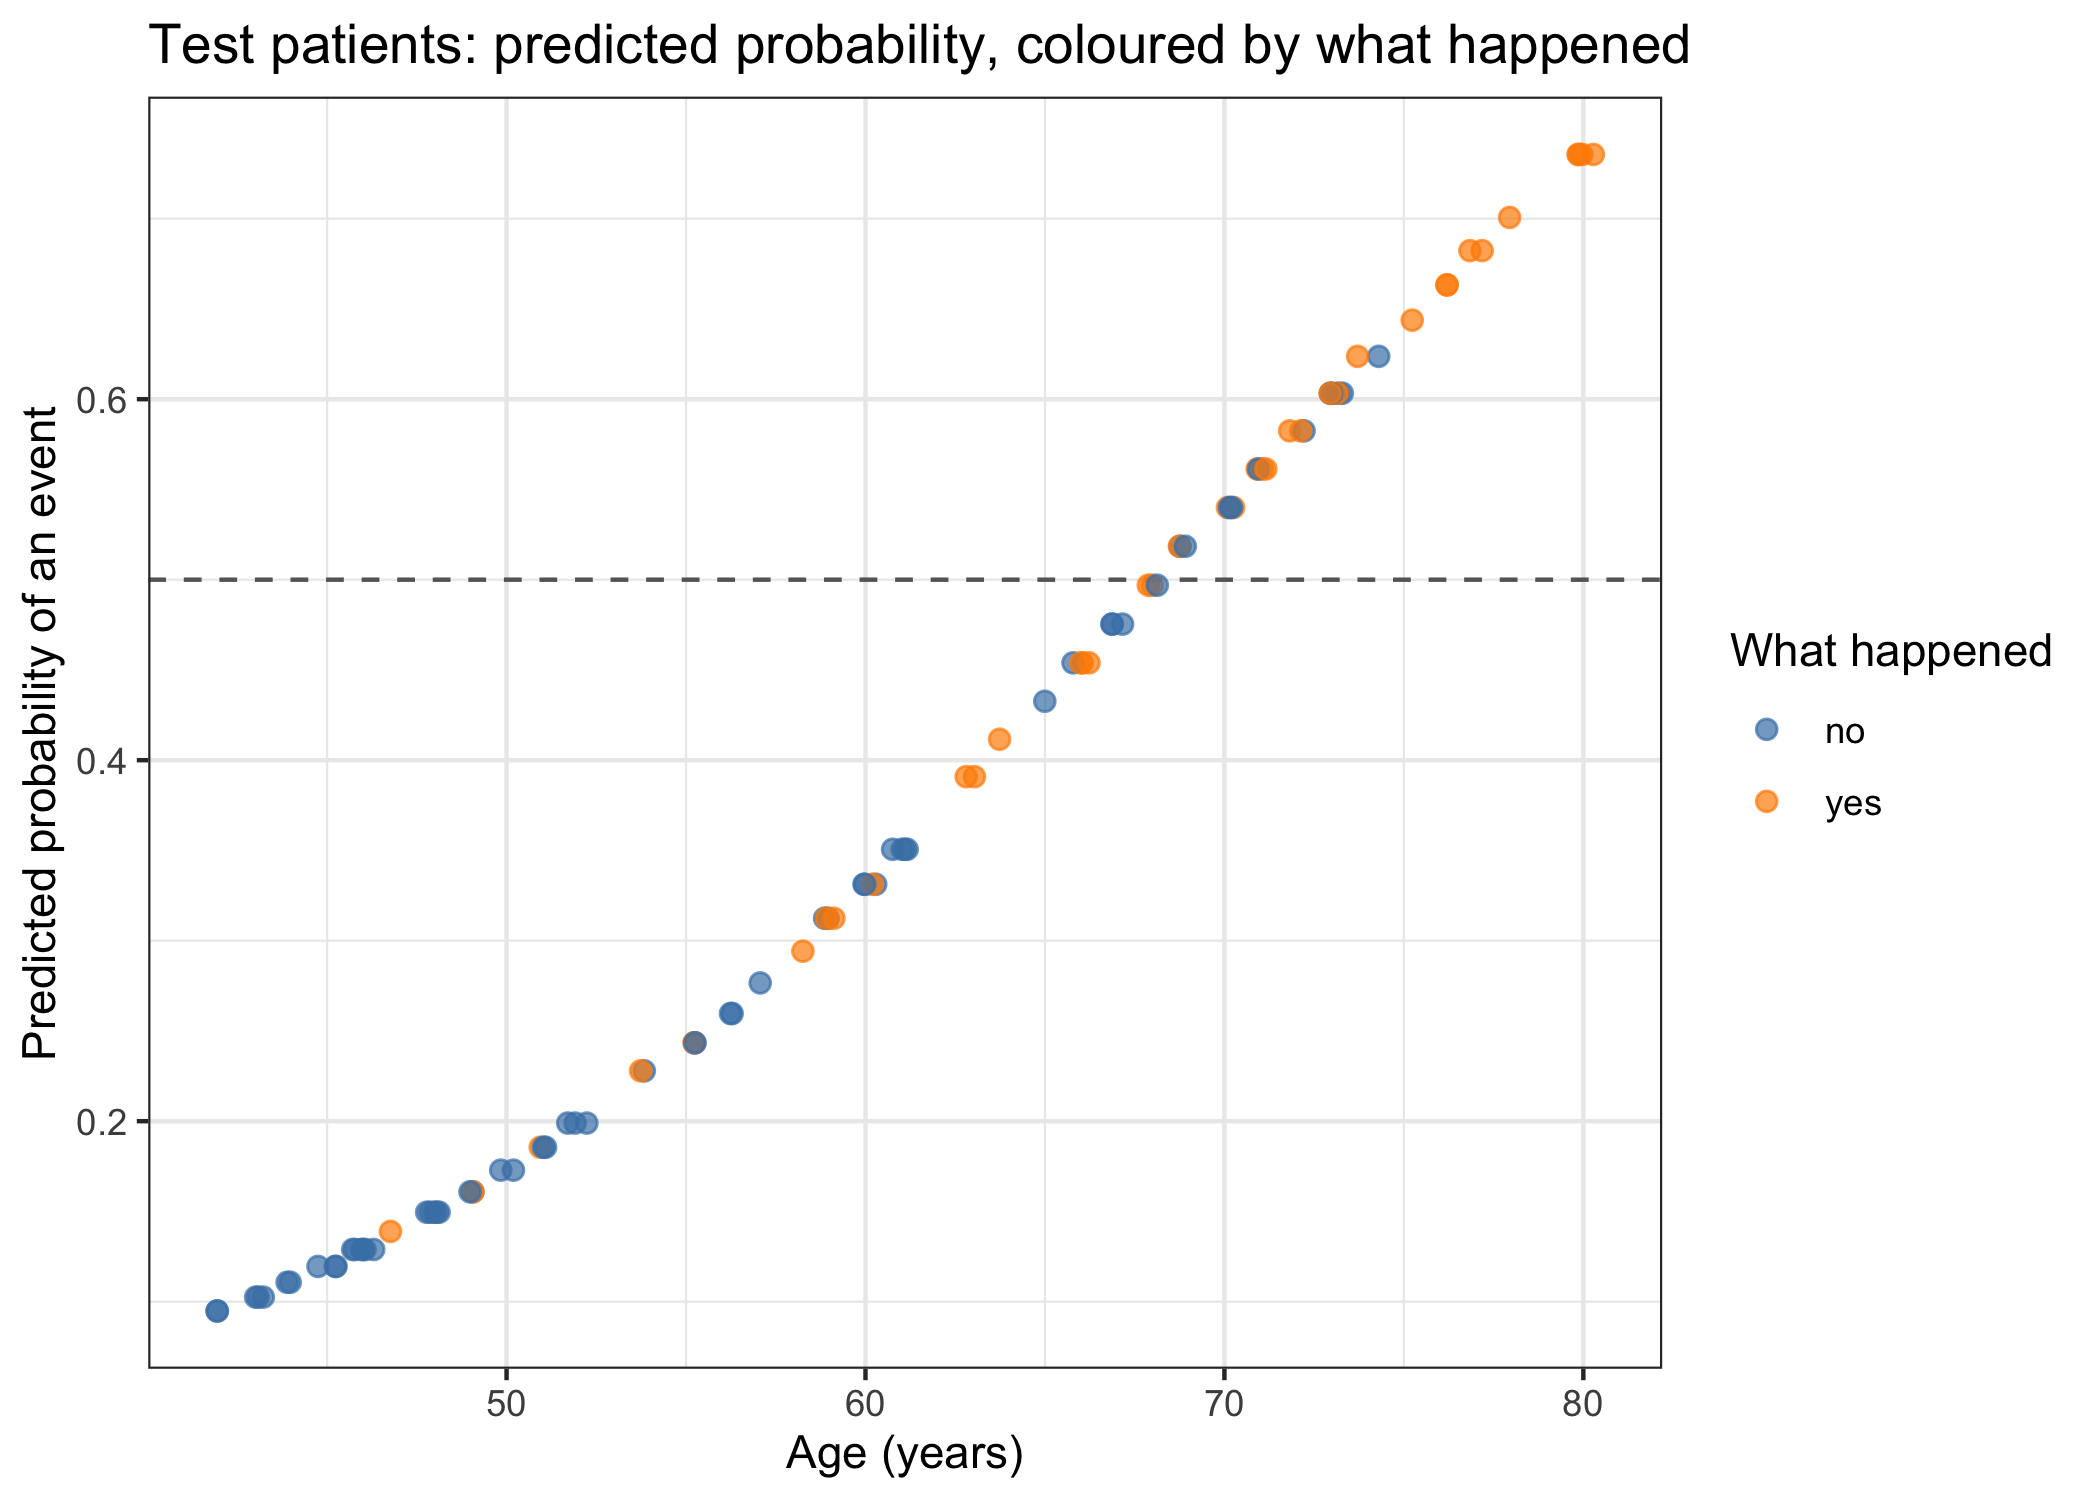 Test patients: predicted probability, coloured by what happened
Predicted probability of an event
0.6
0.4
0.2
50 60 70 80
Age (years)
What happened
no
yes